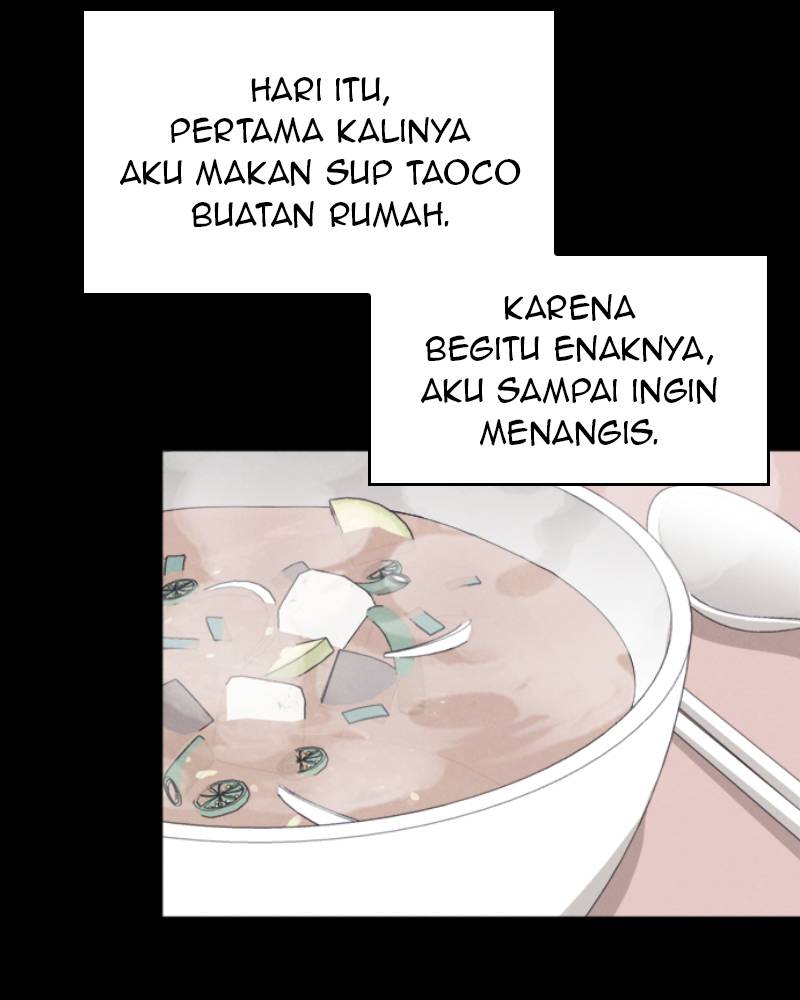 HARI ITU,
PERTAMA KALINYA
AKU MAKAN SUP TAOCO
BUATAN RUMAH.
KARENA
BEGITU ENAKNYA,
AKU SAMPAI INGIN
MENANGIS.